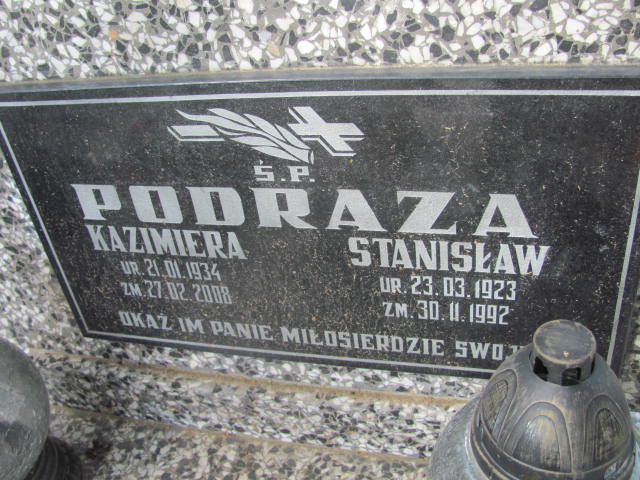 Ś.P.
PODRAZA
KAZIMIERA
UR. 21.01.1934
ZM. 27.02.2008
STANISŁAW
UR. 23.03.1923
ZM. 30.11.1992
OKAŻ IM PANIE MIŁOSIERDZIE